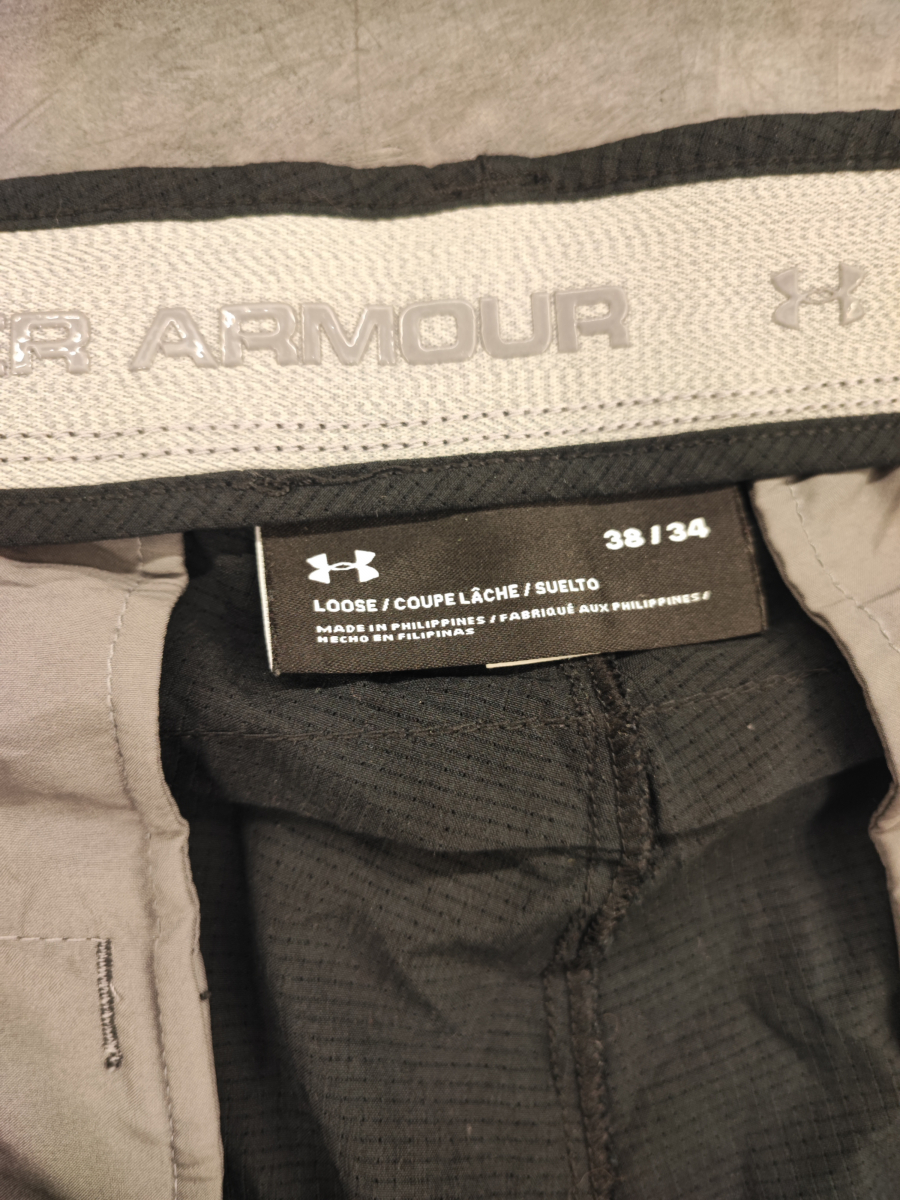 ER ARMOUR
38 / 34
LOOSE / COUPE LÂCHE / SUELTO
MADE IN PHILIPPINES / FABRIQUÉ AUX PHILIPPINES /
HECHO EN FILIPINAS